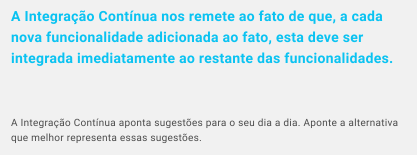 A Integração Contínua nos remete ao fato de que, a cada
nova funcionalidade adicionada ao fato, esta deve ser
integrada imediatamente ao restante das funcionalidades.
A Integração Contínua aponta sugestões para o seu dia a dia. Aponte a alternativa
que melhor representa essas sugestões.